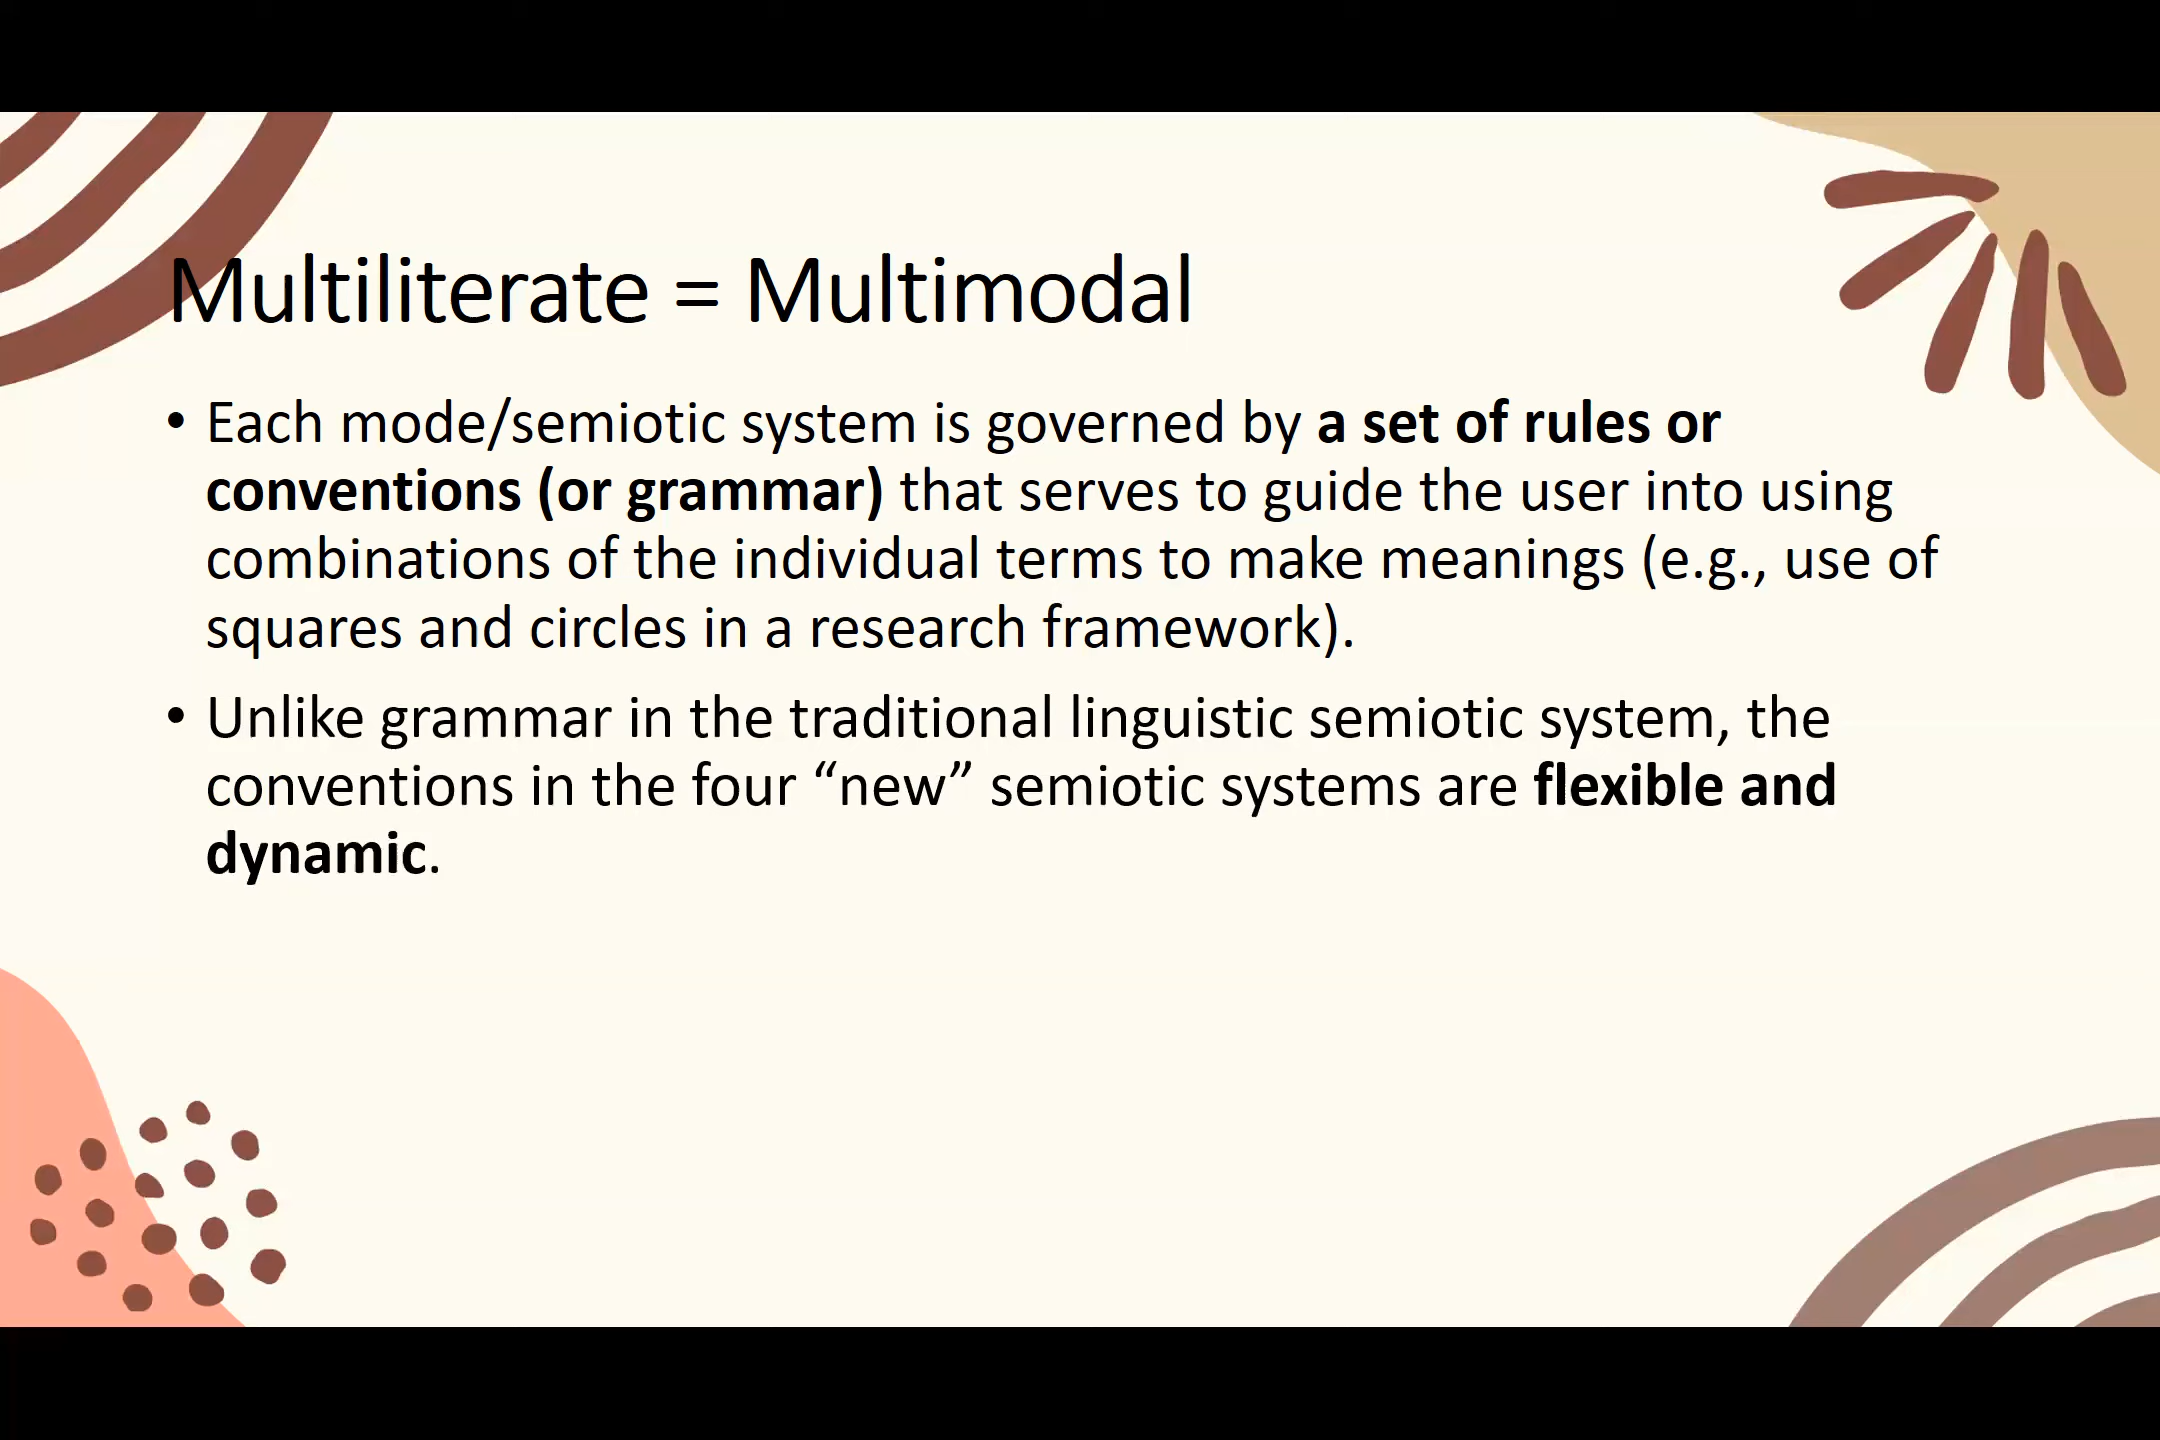 Multiliterate = Multimodal
• Each mode/semiotic system is governed by a set of rules or
conventions (or grammar) that serves to guide the user into using
combinations of the individual terms to make meanings (e.g., use of
squares and circles in a research framework).
• Unlike grammar in the traditional linguistic semiotic system, the
conventions in the four “new” semiotic systems are flexible and
dynamic.